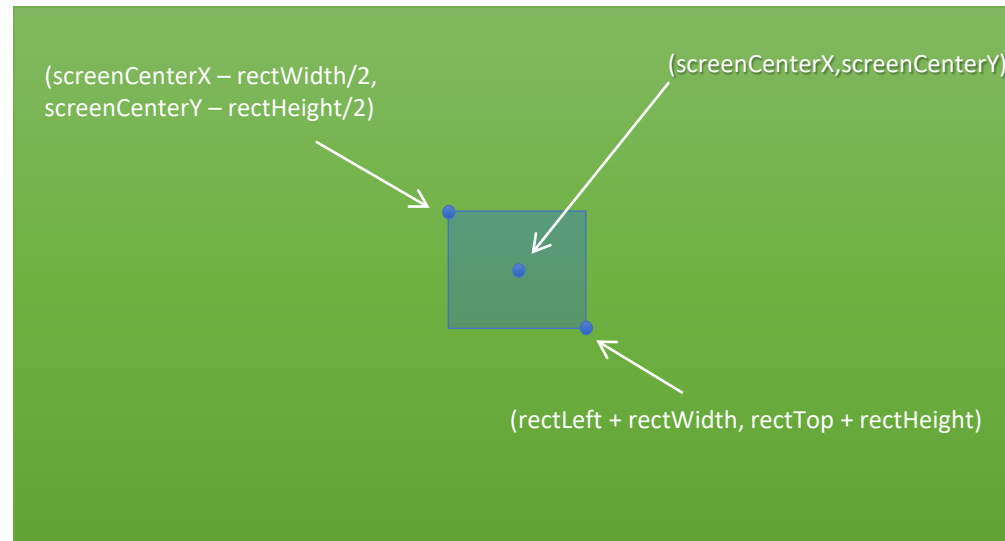 (screenCenterX – rectWidth/2,
screenCenterY – rectHeight/2)
(screenCenterX,screenCenterY)
(rectLeft + rectWidth, rectTop + rectHeight)